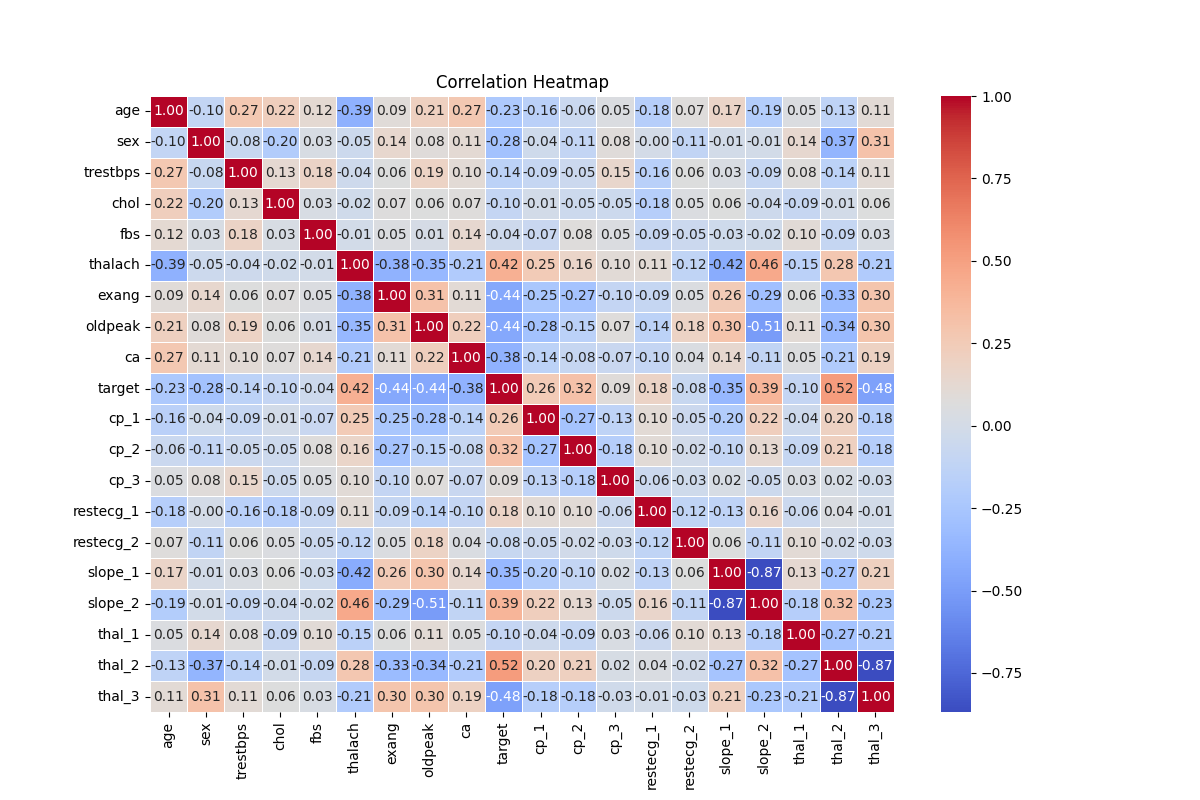 Correlation Heatmap
age 1.00 -0.10 0.27 0.22 0.12 -0.39 0.09 0.21 0.27 -0.23 -0.16 -0.06 0.05 -0.18 0.07 0.17 -0.19 0.05 -0.13 0.11
sex -0.10 1.00 -0.08 -0.20 0.03 -0.05 0.14 0.08 0.11 -0.28 -0.04 -0.11 0.08 -0.00 -0.11 -0.01 -0.01 0.14 -0.37 0.31
trestbps 0.27 -0.08 1.00 0.13 0.18 -0.04 0.06 0.19 0.10 -0.14 -0.09 -0.05 0.15 -0.16 0.06 0.03 -0.09 0.08 -0.14 0.11
chol 0.22 -0.20 0.13 1.00 0.03 -0.02 0.07 0.06 0.07 -0.10 -0.01 -0.05 -0.05 -0.18 0.05 0.06 -0.04 -0.09 -0.01 0.06
fbs 0.12 0.03 0.18 0.03 1.00 -0.01 0.05 0.01 0.14 -0.04 -0.07 0.08 0.05 -0.09 -0.05 -0.03 -0.02 0.10 -0.09 0.03
thalach -0.39 -0.05 -0.04 -0.02 -0.01 1.00 -0.38 -0.35 -0.21 0.42 0.25 0.16 0.10 0.11 -0.12 -0.42 0.46 -0.15 0.28 -0.21
exang 0.09 0.14 0.06 0.07 0.05 -0.38 1.00 0.31 0.11 -0.44 -0.25 -0.27 -0.10 -0.09 0.05 0.26 -0.29 0.06 -0.33 0.30
oldpeak 0.21 0.08 0.19 0.06 0.01 -0.35 0.31 1.00 0.22 -0.44 -0.28 -0.15 0.07 -0.14 0.18 0.30 -0.51 0.11 -0.34 0.30
ca 0.27 0.11 0.10 0.07 0.14 -0.21 0.11 0.22 1.00 -0.38 -0.14 -0.08 -0.07 -0.10 0.04 0.14 -0.11 0.05 -0.21 0.19
target -0.23 -0.28 -0.14 -0.10 -0.04 0.42 -0.44 -0.44 -0.38 1.00 0.26 0.32 0.09 0.18 -0.08 -0.35 0.39 -0.10 0.52 -0.48
cp_1 -0.16 -0.04 -0.09 -0.01 -0.07 0.25 -0.25 -0.28 -0.14 0.26 1.00 -0.27 -0.13 0.10 -0.05 -0.20 0.22 -0.04 0.20 -0.18
cp_2 -0.06 -0.11 -0.05 -0.05 0.08 0.16 -0.27 -0.15 -0.08 0.32 -0.27 1.00 -0.18 0.10 -0.02 -0.10 0.13 -0.09 0.21 -0.18
cp_3 0.05 0.08 0.15 -0.05 0.05 0.10 -0.10 0.07 -0.07 0.09 -0.13 -0.18 1.00 -0.06 -0.03 0.02 -0.05 0.03 0.02 -0.03
restecg_1 -0.18 -0.00 -0.16 -0.18 -0.09 0.11 -0.09 -0.14 -0.10 0.18 0.10 0.10 -0.06 1.00 -0.12 -0.13 0.16 -0.06 0.04 -0.01
restecg_2 0.07 -0.11 0.06 0.05 -0.05 -0.12 0.05 0.18 0.04 -0.08 -0.05 -0.02 -0.03 -0.12 1.00 0.06 -0.11 0.10 -0.02 -0.03
slope_1 0.17 -0.01 0.03 0.06 -0.03 -0.42 0.26 0.30 0.14 -0.35 -0.20 -0.10 0.02 -0.13 0.06 1.00 -0.87 0.13 -0.27 0.21
slope_2 -0.19 -0.01 -0.09 -0.04 -0.02 0.46 -0.29 -0.51 -0.11 0.39 0.22 0.13 -0.05 0.16 -0.11 -0.87 1.00 -0.18 0.32 -0.23
thal_1 0.05 0.14 0.08 -0.09 0.10 -0.15 0.06 0.11 0.05 -0.10 -0.04 -0.09 0.03 -0.06 0.10 0.13 -0.18 1.00 -0.27 -0.21
thal_2 -0.13 -0.37 -0.14 -0.01 -0.09 0.28 -0.33 -0.34 -0.21 0.52 0.20 0.21 0.02 0.04 -0.02 -0.27 0.32 -0.27 1.00 -0.87
thal_3 0.11 0.31 0.11 0.06 0.03 -0.21 0.30 0.30 0.19 -0.48 -0.18 -0.18 -0.03 -0.01 -0.03 0.21 -0.23 -0.21 -0.87 1.00
age sex trestbps chol fbs thalach exang oldpeak ca target cp_1 cp_2 cp_3 restecg_1 restecg_2 slope_1 slope_2 thal_1 thal_2 thal_3
1.00
0.75
0.50
0.25
0.00
−0.25
−0.50
−0.75